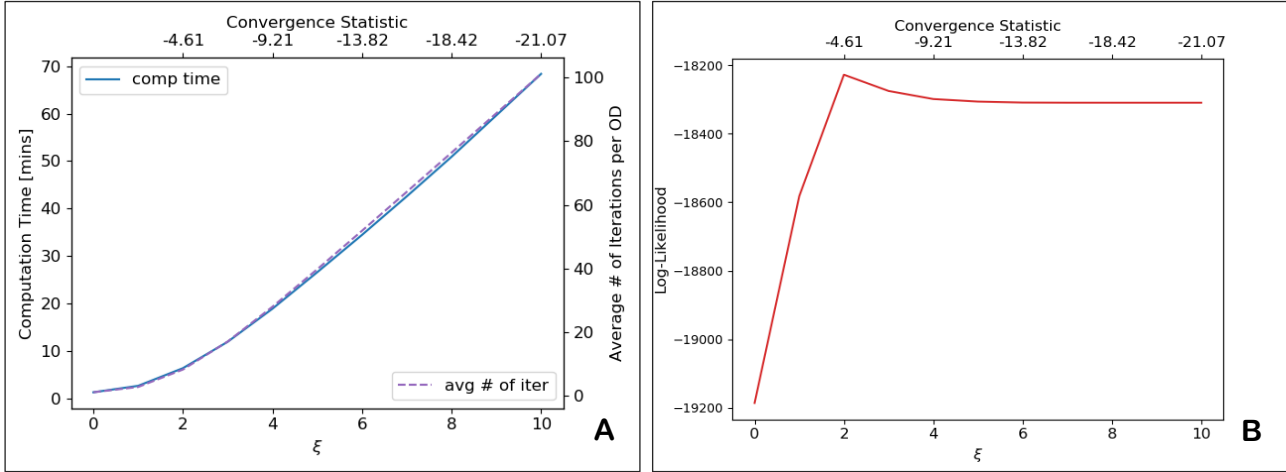 Convergence Statistic
-4.61 -9.21 -13.82 -18.42 -21.07
70
60
50
40
30
20
10
0
Computation Time [mins]
comp time
avg # of iter
100
80
60
40
20
0
Average # of Iterations per OD
0 2 4 6 8 10
ξ
A
Convergence Statistic
-4.61 -9.21 -13.82 -18.42 -21.07
−18200
−18400
−18600
−18800
−19000
−19200
Log-Likelihood
0 2 4 6 8 10
ξ
B